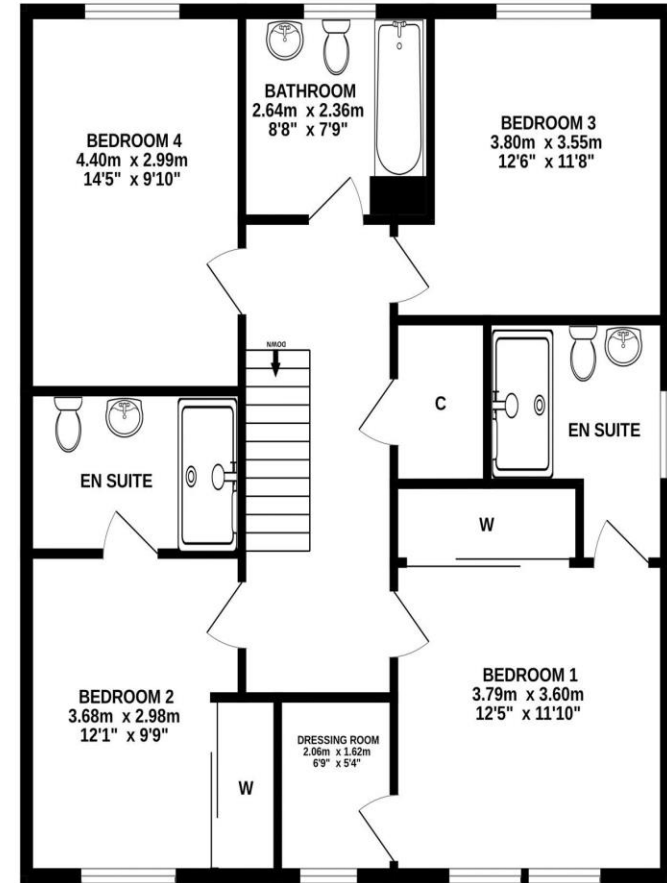 BEDROOM 4
4.40m x 2.99m
14'5" x 9'10"
BATHROOM
2.64m x 2.36m
8'8" x 7'9"
BEDROOM 3
3.80m x 3.55m
12'6" x 11'8"
DOWN
C
EN SUITE
EN SUITE
W
BEDROOM 2
3.68m x 2.98m
12'1" x 9'9"
W
DRESSING ROOM
2.06m x 1.62m
6'9" x 5'4"
BEDROOM 1
3.79m x 3.60m
12'5" x 11'10"